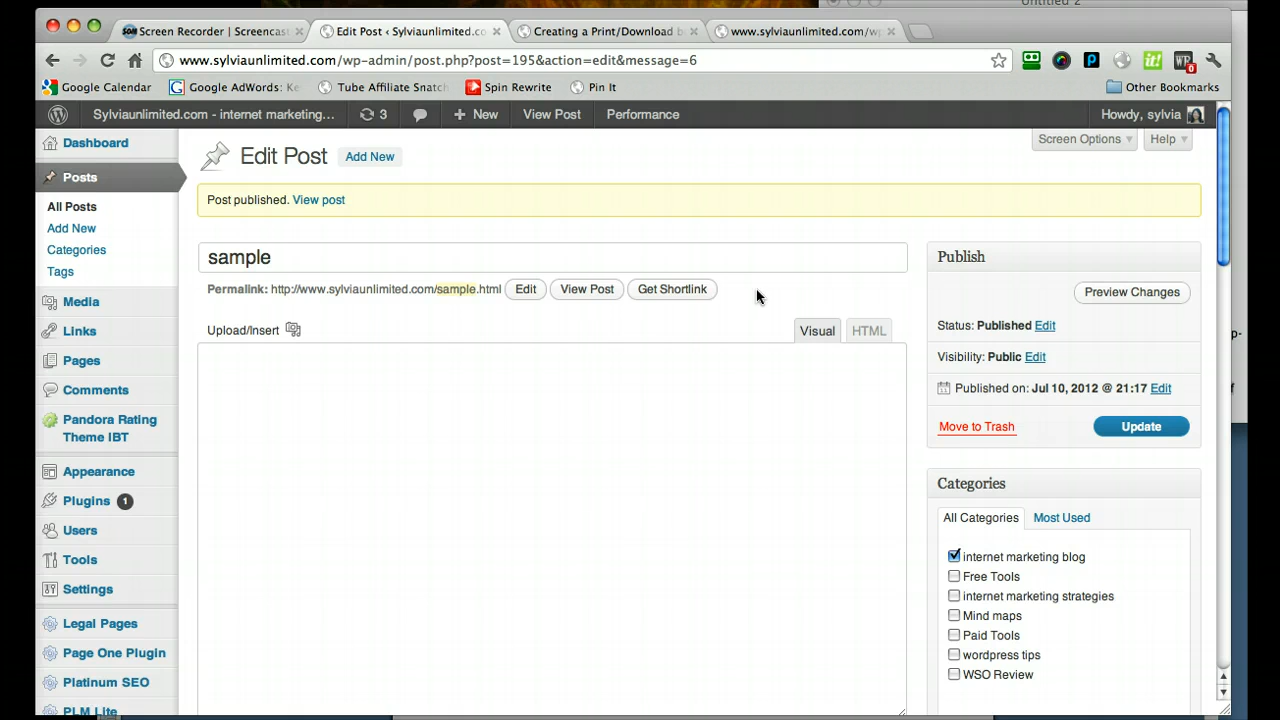 Untitled 2
Screen Recorder | Screencast
Edit Post ‹ Sylviaunlimited.co
Creating a Print/Download b
www.sylviaunlimited.com/wp
www.sylviaunlimited.com/wp-admin/post.php?post=195&action=edit&message=6
Google Calendar
Google AdWords: Ke
Tube Affiliate Snatch
Spin Rewrite
Pin It
Other Bookmarks
Sylviaunlimited.com - internet marketing...
3
New
View Post
Performance
Howdy, sylvia
Dashboard
Screen Options
Help
Edit Post
Add New
Posts
Post published. View post
All Posts
Add New
Categories
Tags
sample
Publish
Permalink: http://www.sylviaunlimited.com/sample.html
Edit
View Post
Get Shortlink
Preview Changes
Media
Links
Pages
Comments
Pandora Rating
Theme IBT
Appearance
Plugins 1
Users
Tools
Settings
Legal Pages
Page One Plugin
Platinum SEO
PLM Lite
Upload/Insert
Visual
HTML
Status: Published Edit
Visibility: Public Edit
Published on: Jul 10, 2012 @ 21:17 Edit
Move to Trash
Update
Categories
All Categories
Most Used
internet marketing blog
Free Tools
internet marketing strategies
Mind maps
Paid Tools
wordpress tips
WSO Review